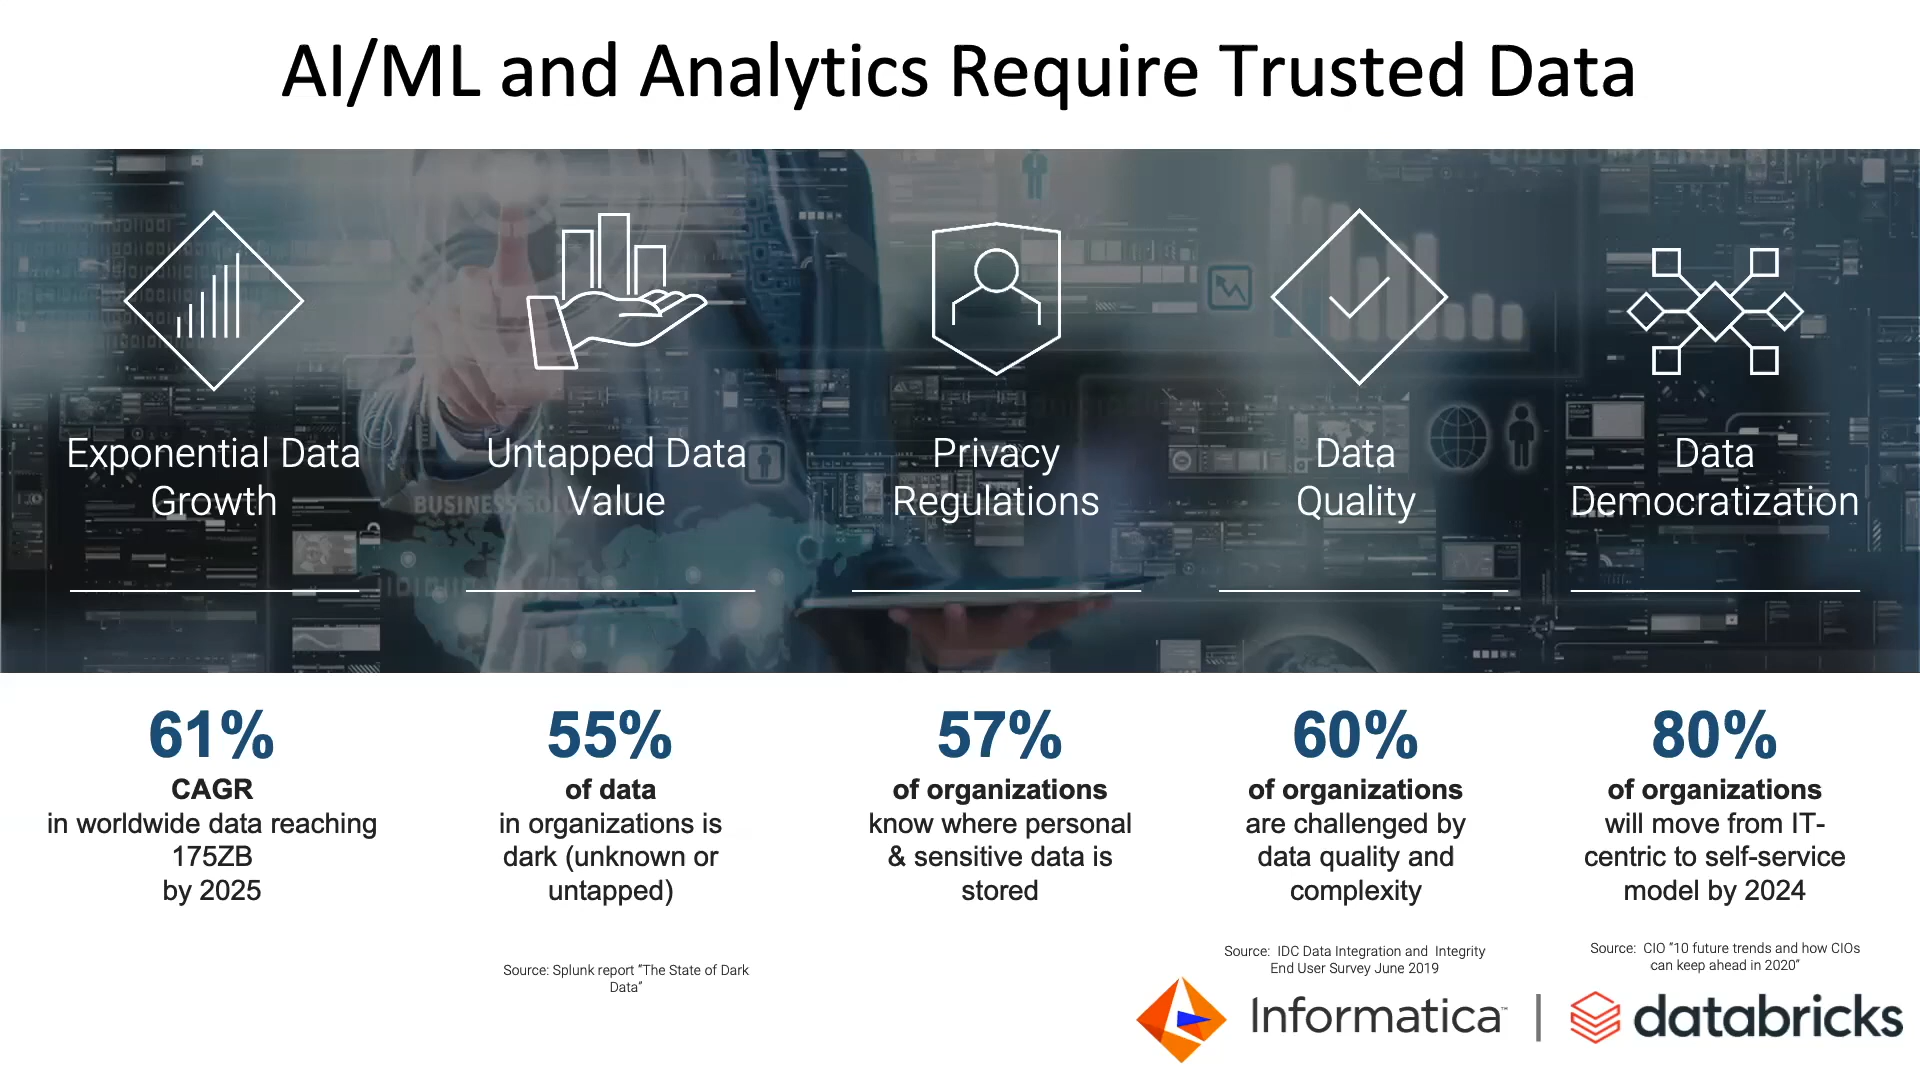 AI/ML and Analytics Require Trusted Data
Exponential Data
Growth
Untapped Data
Value
Privacy
Regulations
Data
Quality
Data
Democratization
BUSINESS
61%
CAGR
in worldwide data reaching
175ZB
by 2025
55%
of data
in organizations is
dark (unknown or
untapped)
Source: Splunk report "The State of Dark
Data"
57%
of organizations
know where personal
& sensitive data is
stored
60%
of organizations
are challenged by
data quality and
complexity
Source: IDC Data Integration and Integrity
End User Survey June 2019
80%
of organizations
will move from IT-
centric to self-service
model by 2024
Source: CIO "10 future trends and how CIOs
can keep ahead in 2020"
Informatica™ | databricks